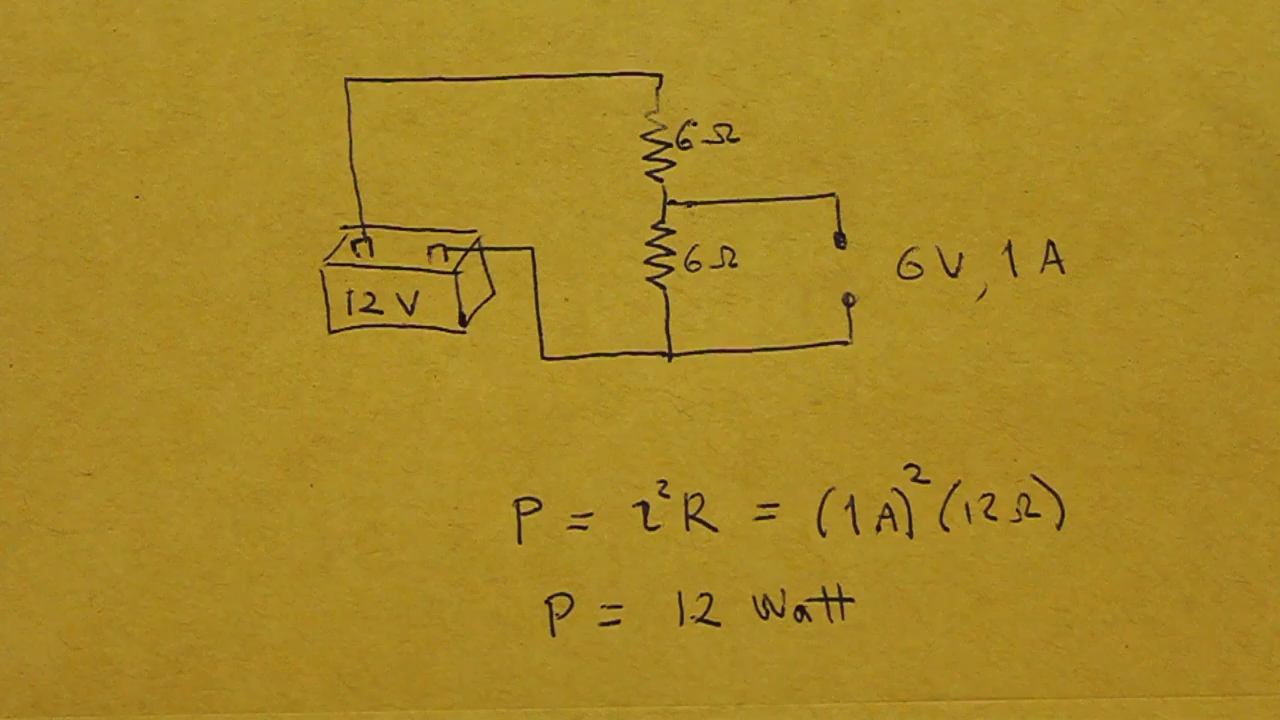 6Ω
6Ω
12 V
6V, 1A
P = i²R = (1A)²(12Ω)
P = 12 Watt